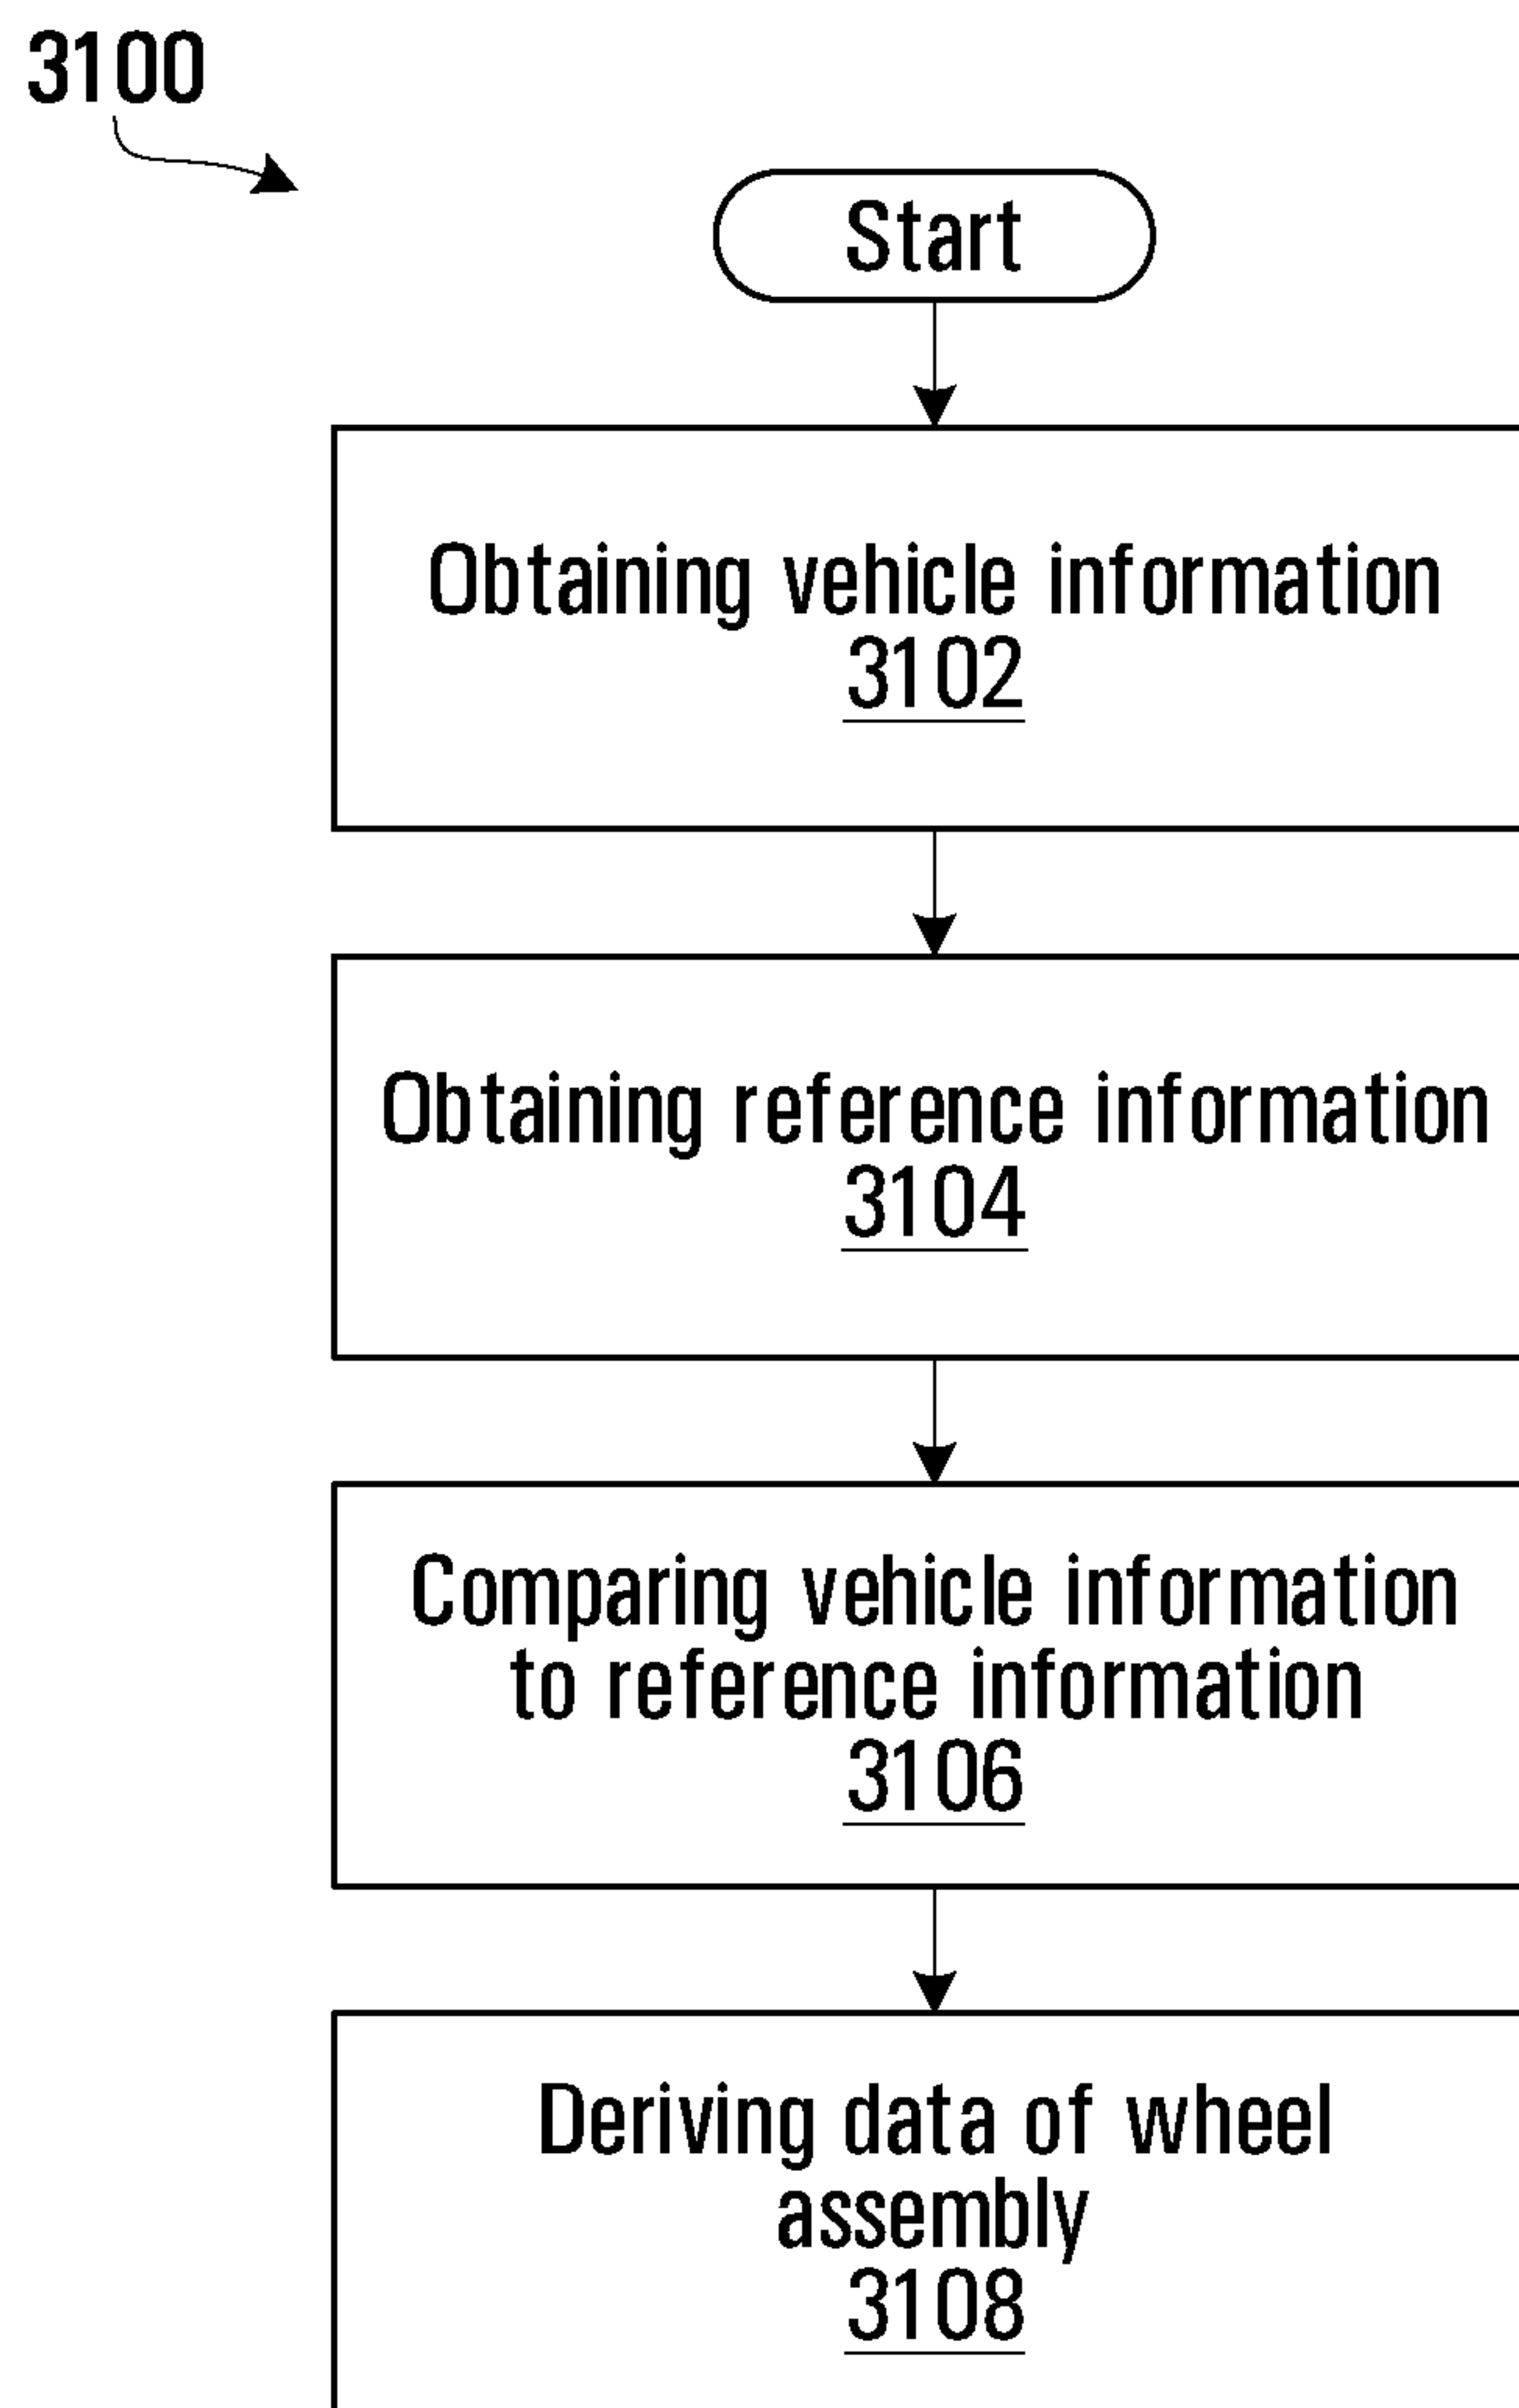 3100
Start
Obtaining vehicle information
3102
Obtaining reference information
3104
Comparing vehicle information
to reference information
3106
Deriving data of wheel
assembly
3108